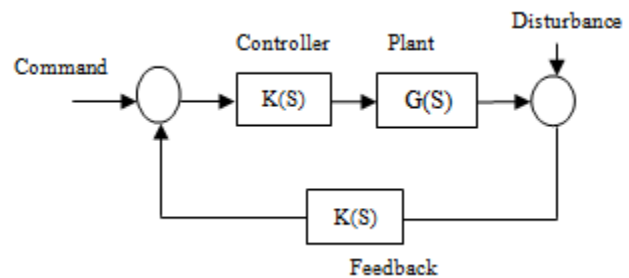 Disturbance
Controller
Plant
Command
K(S)
G(S)
K(S)
Feedback